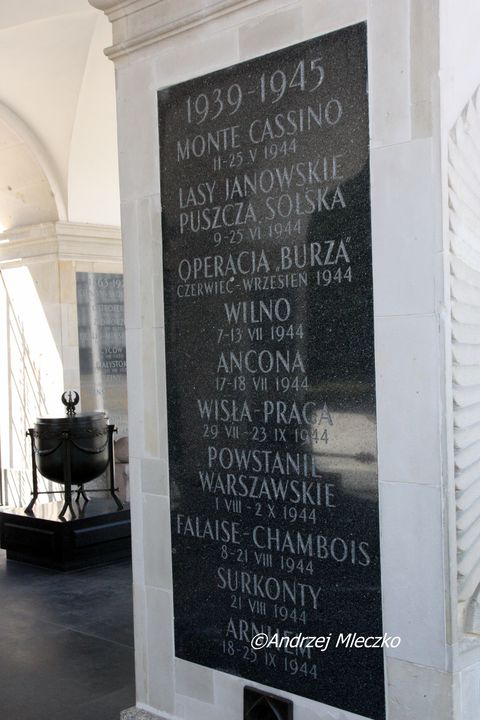 1939-1945
MONTE CASSINO
11-25 V 1944
LASY JANOWSKIE
PUSZCZA SOLSKA
9-25 VI 1944
OPERACJA „BURZA”
CZERWIEC-WRZESIEŃ 1944
WILNO
7-13 VII 1944
ANCONA
17-18 VII 1944
WISŁA-PRAGA
29 VII-23 IX 1944
POWSTANIE
WARSZAWSKIE
1 VIII-2 X 1944
FALAISE-CHAMBOIS
8-21 VIII 1944
SURKONTY
21 VIII 1944
ARNHEM
18-25 IX 1944
©Andrzej Mleczko